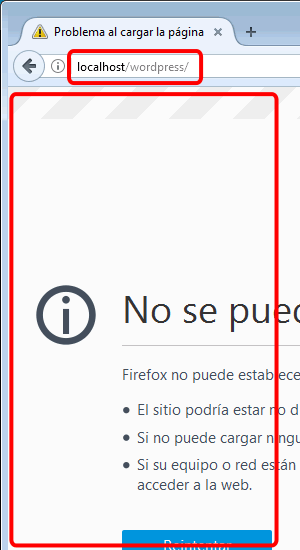 Problema al cargar la página
localhost/wordpress/
No se puede
Firefox no puede establece
El sitio podría estar no d
Si no puede cargar ningu
Si su equipo o red están
acceder a la web.
Reintentar